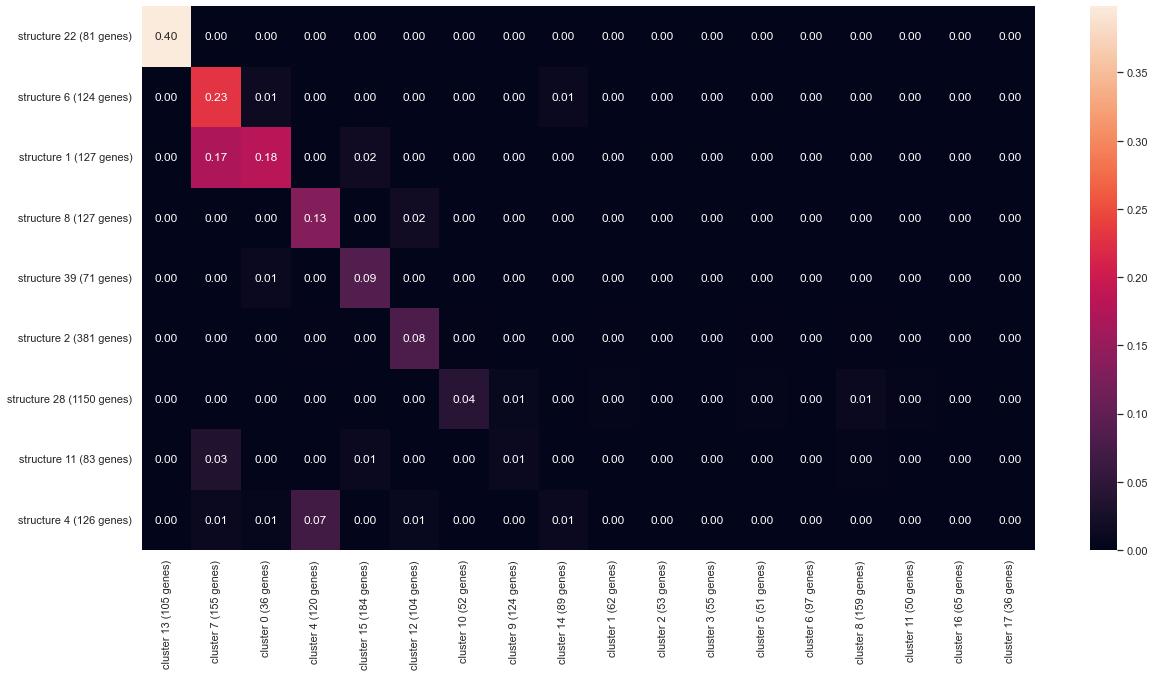 structure 22 (81 genes) 0.40 0.00 0.00 0.00 0.00 0.00 0.00 0.00 0.00 0.00 0.00 0.00 0.00 0.00 0.00 0.00 0.00 0.00
structure 6 (124 genes) 0.00 0.23 0.01 0.00 0.00 0.00 0.00 0.00 0.01 0.00 0.00 0.00 0.00 0.00 0.00 0.00 0.00 0.00
structure 1 (127 genes) 0.00 0.17 0.18 0.00 0.02 0.00 0.00 0.00 0.00 0.00 0.00 0.00 0.00 0.00 0.00 0.00 0.00 0.00
structure 8 (127 genes) 0.00 0.00 0.00 0.13 0.00 0.02 0.00 0.00 0.00 0.00 0.00 0.00 0.00 0.00 0.00 0.00 0.00 0.00
structure 39 (71 genes) 0.00 0.00 0.01 0.00 0.09 0.00 0.00 0.00 0.00 0.00 0.00 0.00 0.00 0.00 0.00 0.00 0.00 0.00
structure 2 (381 genes) 0.00 0.00 0.00 0.00 0.00 0.08 0.00 0.00 0.00 0.00 0.00 0.00 0.00 0.00 0.00 0.00 0.00 0.00
structure 28 (1150 genes) 0.00 0.00 0.00 0.00 0.00 0.00 0.04 0.01 0.00 0.00 0.00 0.00 0.00 0.00 0.01 0.00 0.00 0.00
structure 11 (83 genes) 0.00 0.03 0.00 0.00 0.01 0.00 0.00 0.01 0.00 0.00 0.00 0.00 0.00 0.00 0.00 0.00 0.00 0.00
structure 4 (126 genes) 0.00 0.01 0.01 0.07 0.00 0.01 0.00 0.00 0.01 0.00 0.00 0.00 0.00 0.00 0.00 0.00 0.00 0.00
cluster 13 (105 genes)
cluster 7 (155 genes)
cluster 0 (36 genes)
cluster 4 (120 genes)
cluster 15 (184 genes)
cluster 12 (104 genes)
cluster 10 (52 genes)
cluster 9 (124 genes)
cluster 14 (89 genes)
cluster 1 (62 genes)
cluster 2 (53 genes)
cluster 3 (55 genes)
cluster 5 (51 genes)
cluster 6 (97 genes)
cluster 8 (159 genes)
cluster 11 (50 genes)
cluster 16 (65 genes)
cluster 17 (36 genes)
0.35
0.30
0.25
0.20
0.15
0.10
0.05
0.00